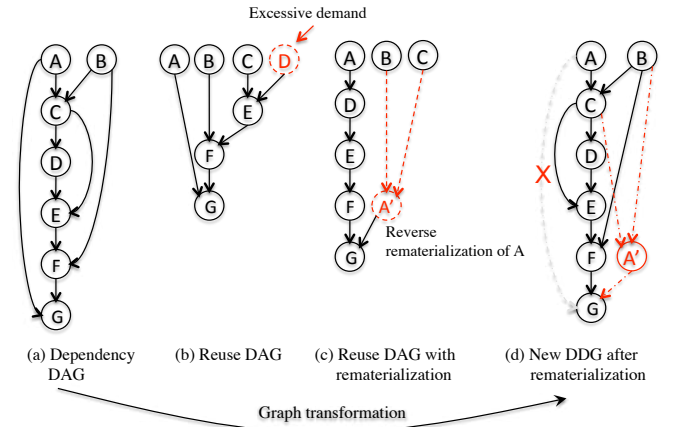 Excessive demand
A B A B C D A B C A B
C E D C
D F E D
E G F A' E
F Reverse
rematerialization of A
G G X F A'
G
(a) Dependency DAG
(b) Reuse DAG
(c) Reuse DAG with rematerialization
(d) New DDG after rematerialization
Graph transformation